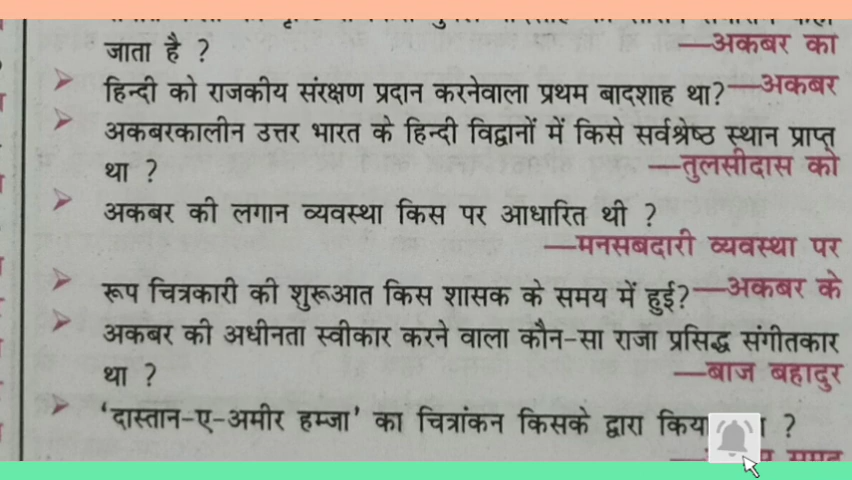 जाता है ? —अकबर का
हिन्दी को राजकीय संरक्षण प्रदान करनेवाला प्रथम बादशाह था? —अकबर
अकबरकालीन उत्तर भारत के हिन्दी विद्वानों में किसे सर्वश्रेष्ठ स्थान प्राप्त
था ? —तुलसीदास को
अकबर की लगान व्यवस्था किस पर आधारित थी ?
—मनसबदारी व्यवस्था पर
रूप चित्रकारी की शुरूआत किस शासक के समय में हुई? —अकबर के
अकबर की अधीनता स्वीकार करने वाला कौन-सा राजा प्रसिद्ध संगीतकार
था ? —बाज बहादुर
‘दास्तान-ए-अमीर हम्जा’ का चित्रांकन किसके द्वारा किया ?